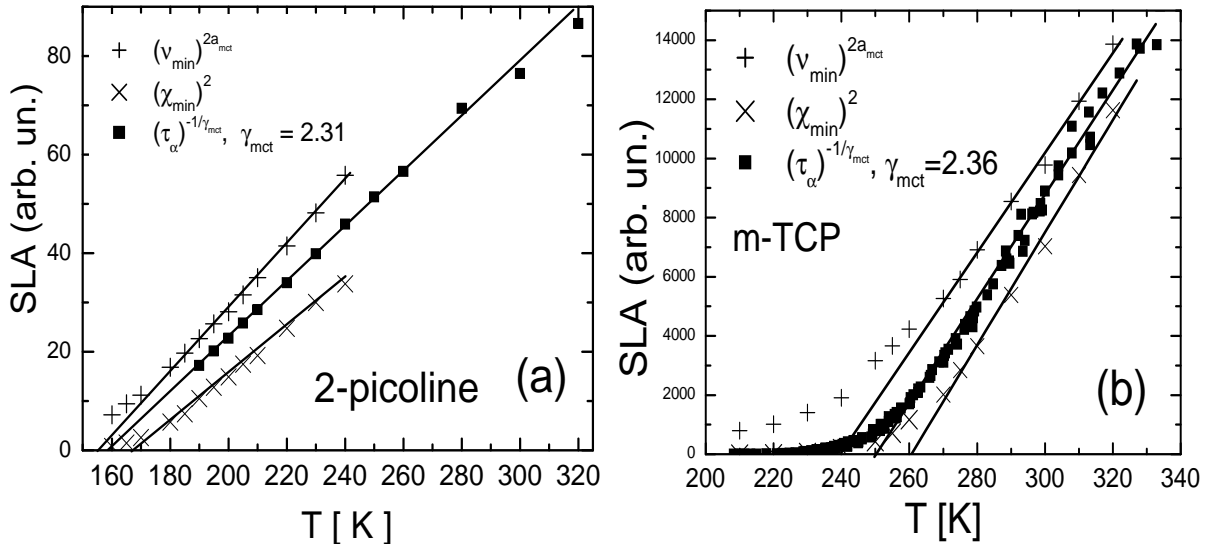 SLA (arb. un.)
80
60
40
20
0
+ (ν_min)^2a_mct
× (χ_min)^2
■ (τ_α)^-1/γ_mct, γ_mct = 2.31
2-picoline
(a)
160 180 200 220 240 260 280 300 320
T [ K ]
SLA (arb. un.)
14000
12000
10000
8000
6000
4000
2000
0
+ (ν_min)^2a_mct
× (χ_min)^2
■ (τ_α)^-1/γ_mct, γ_mct=2.36
m-TCP
(b)
200 220 240 260 280 300 320 340
T [K]